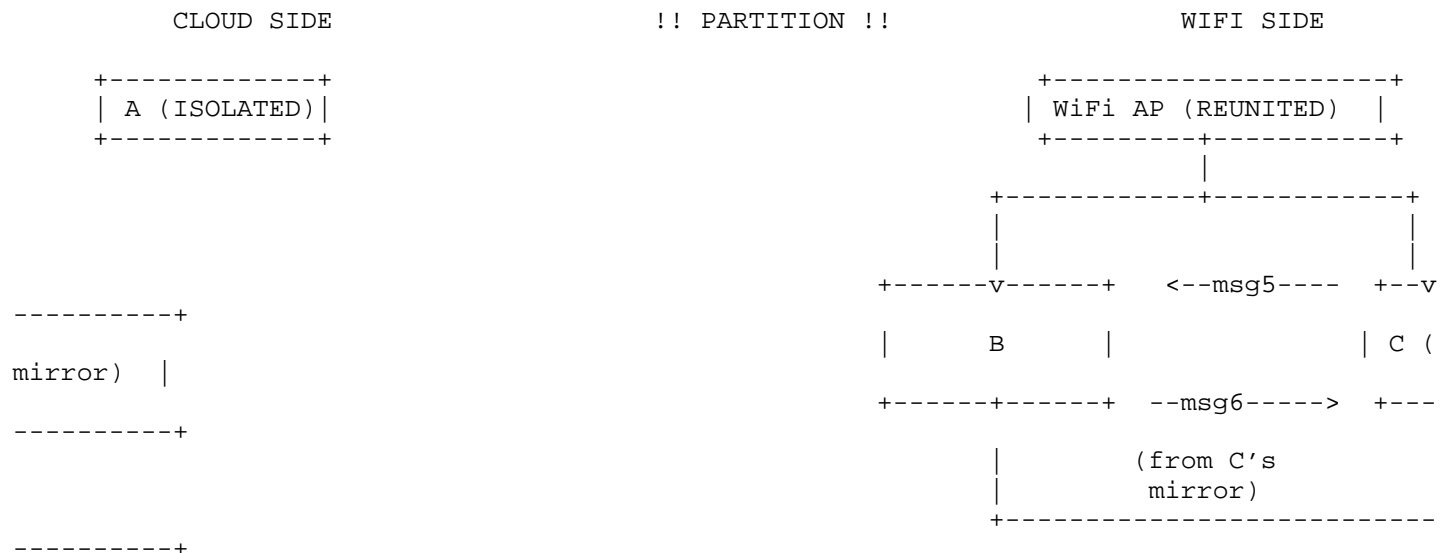 CLOUD SIDE !! PARTITION !! WIFI SIDE
+-------------+ +---------------------+
| A (ISOLATED)| | WiFi AP (REUNITED) |
+-------------+ +---------+-----------+
|
+------------+------------+
| |
| |
+------v------+ <--msg5---- +--v
----------+
| B | | C (
mirror) |
+------+------+ --msg6-----> +---
----------+
| (from C's
| mirror)
+---------------------------
----------+